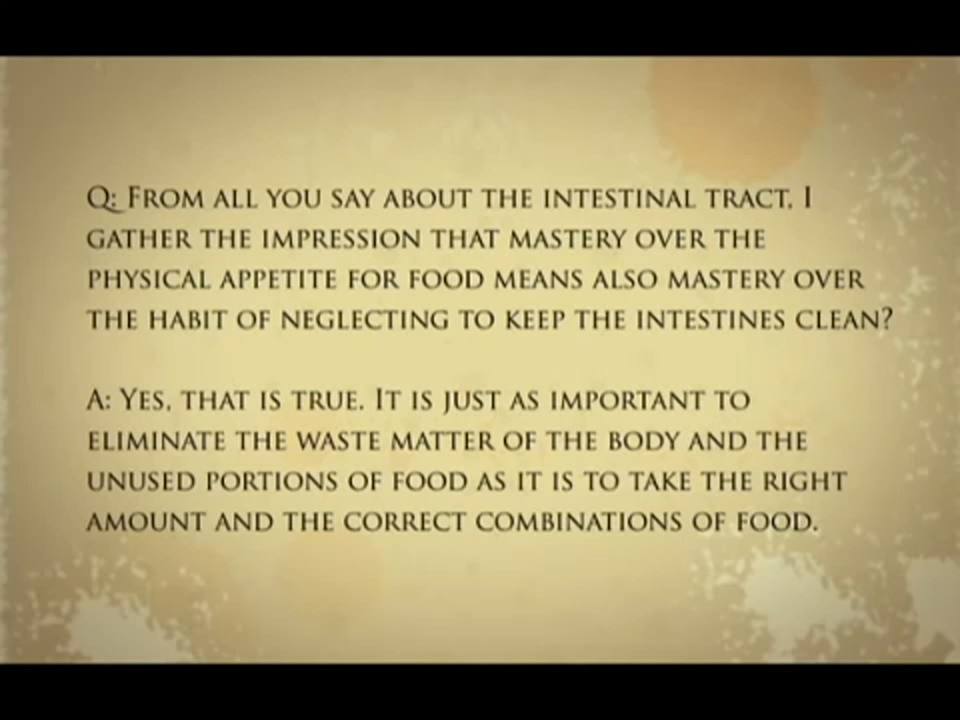 Q: From all you say about the intestinal tract, I
gather the impression that mastery over the
physical appetite for food means also mastery over
the habit of neglecting to keep the intestines clean?
A: Yes, that is true. It is just as important to
eliminate the waste matter of the body and the
unused portions of food as it is to take the right
amount and the correct combinations of food.